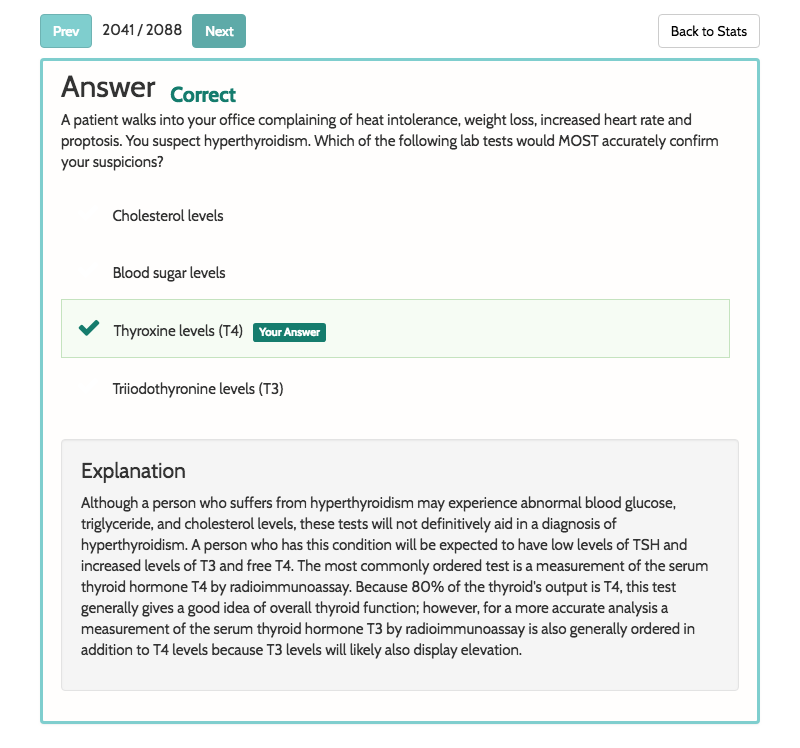 Prev 2041 / 2088 Next Back to Stats
Answer Correct
A patient walks into your office complaining of heat intolerance, weight loss, increased heart rate and
proptosis. You suspect hyperthyroidism. Which of the following lab tests would MOST accurately confirm
your suspicions?
Cholesterol levels
Blood sugar levels
Thyroxine levels (T4) Your Answer
Triiodothyronine levels (T3)
Explanation
Although a person who suffers from hyperthyroidism may experience abnormal blood glucose,
triglyceride, and cholesterol levels, these tests will not definitively aid in a diagnosis of
hyperthyroidism. A person who has this condition will be expected to have low levels of TSH and
increased levels of T3 and free T4. The most commonly ordered test is a measurement of the serum
thyroid hormone T4 by radioimmunoassay. Because 80% of the thyroid's output is T4, this test
generally gives a good idea of overall thyroid function; however, for a more accurate analysis a
measurement of the serum thyroid hormone T3 by radioimmunoassay is also generally ordered in
addition to T4 levels because T3 levels will likely also display elevation.